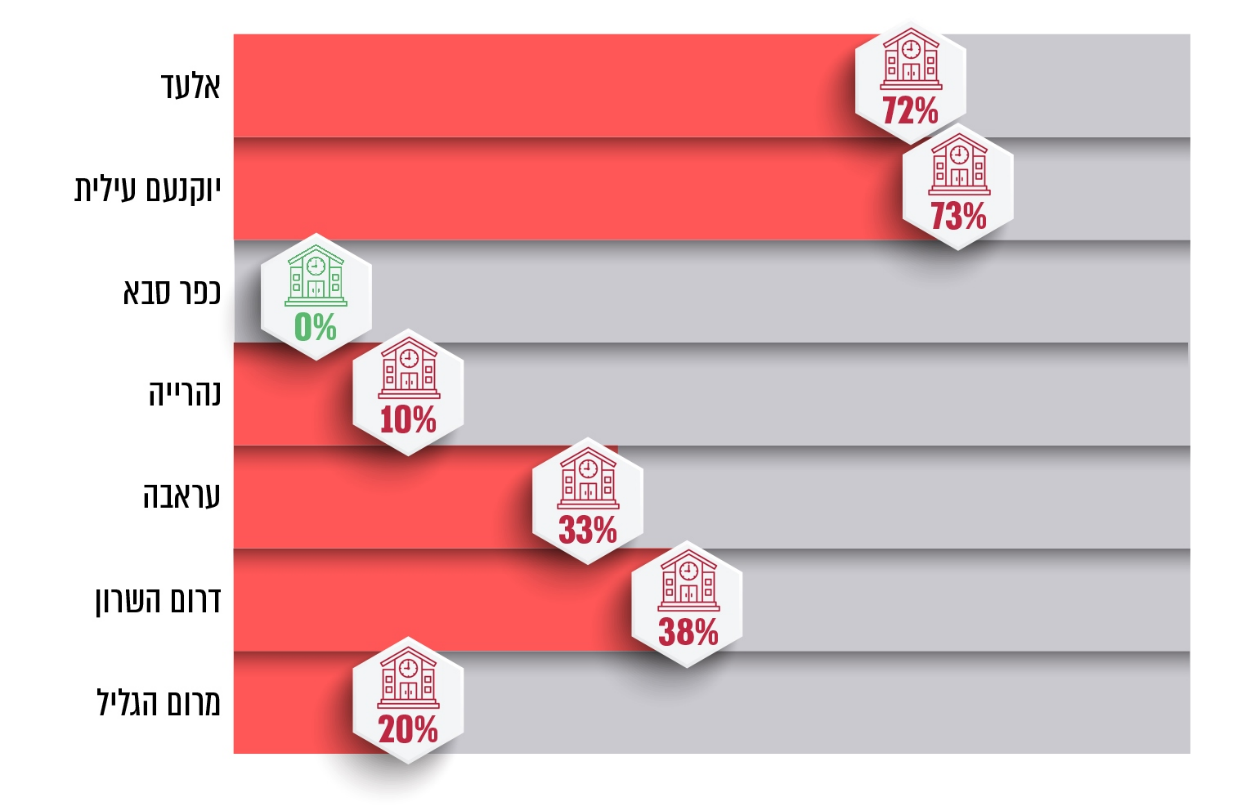 אלעד
72%
יוקנעם עילית
73%
כפר סבא
0%
נהרייה
10%
עראבה
33%
דרום השרון
38%
מרום הגליל
20%